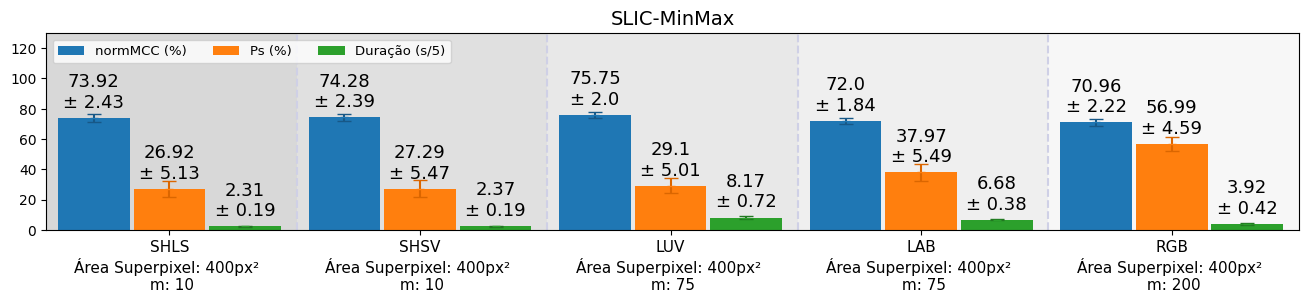 SLIC-MinMax
normMCC (%) Ps (%) Duração (s/5)
120
100
80
60
40
20
0
73.92
± 2.43
26.92
± 5.13
2.31
± 0.19
74.28
± 2.39
27.29
± 5.47
2.37
± 0.19
75.75
± 2.0
29.1
± 5.01
8.17
± 0.72
72.0
± 1.84
37.97
± 5.49
6.68
± 0.38
70.96
± 2.22
56.99
± 4.59
3.92
± 0.42
SHLS
Área Superpixel: 400px²
m: 10
SHSV
Área Superpixel: 400px²
m: 10
LUV
Área Superpixel: 400px²
m: 75
LAB
Área Superpixel: 400px²
m: 75
RGB
Área Superpixel: 400px²
m: 200